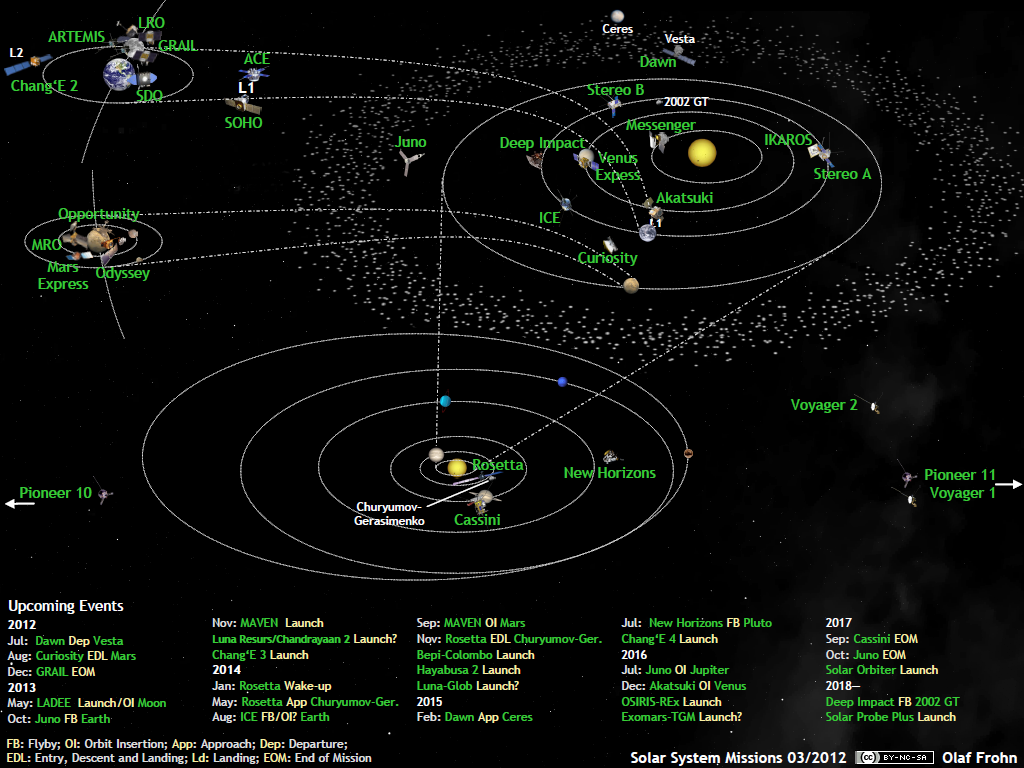 LRO
ARTEMIS
GRAIL
L2
Chang'E 2
SDO
ACE
L1
SOHO
Ceres
Vesta
Dawn
Stereo B
2002 GT
Messenger
Juno
Deep Impact
IKAROS
Venus
Expess
Stereo A
Akatsuki
L1
ICE
Curiosity
Opportunity
MRO
Mars
Express
Odyssey
Voyager 2
Rosetta
New Horizons
Pioneer 10
Churyumov-
Gerasimenko
Cassini
Pioneer 11
Voyager 1
Upcoming Events
2012
Jul: Dawn Dep Vesta
Aug: Curiosity EDL Mars
Dec: GRAIL EOM
2013
May: LADEE Launch/OI Moon
Oct: Juno FB Earth
Nov: MAVEN Launch
Luna Resurs/Chandrayaan 2 Launch?
Chang'E 3 Launch
2014
Jan: Rosetta Wake-up
May: Rosetta App Churyumov-Ger.
Aug: ICE FB/OI? Earth
Sep: MAVEN OI Mars
Nov: Rosetta EDL Churyumov-Ger.
Bepi-Colombo Launch
Hayabusa 2 Launch
Luna-Glob Launch?
2015
Feb: Dawn App Ceres
Jul: New Horizons FB Pluto
Chang'E 4 Launch
2016
Jul: Juno OI Jupiter
Dec: Akatsuki OI Venus
OSIRIS-REx Launch
Exomars-TGM Launch?
2017
Sep: Cassini EOM
Oct: Juno EOM
Solar Orbiter Launch
2018—
Deep Impact FB 2002 GT
Solar Probe Plus Launch
FB: Flyby; OI: Orbit Insertion; App: Approach; Dep: Departure;
EDL: Entry, Descent and Landing; Ld: Landing; EOM: End of Mission
Solar System Missions 03/2012 cc BY-NC-SA Olaf Frohn